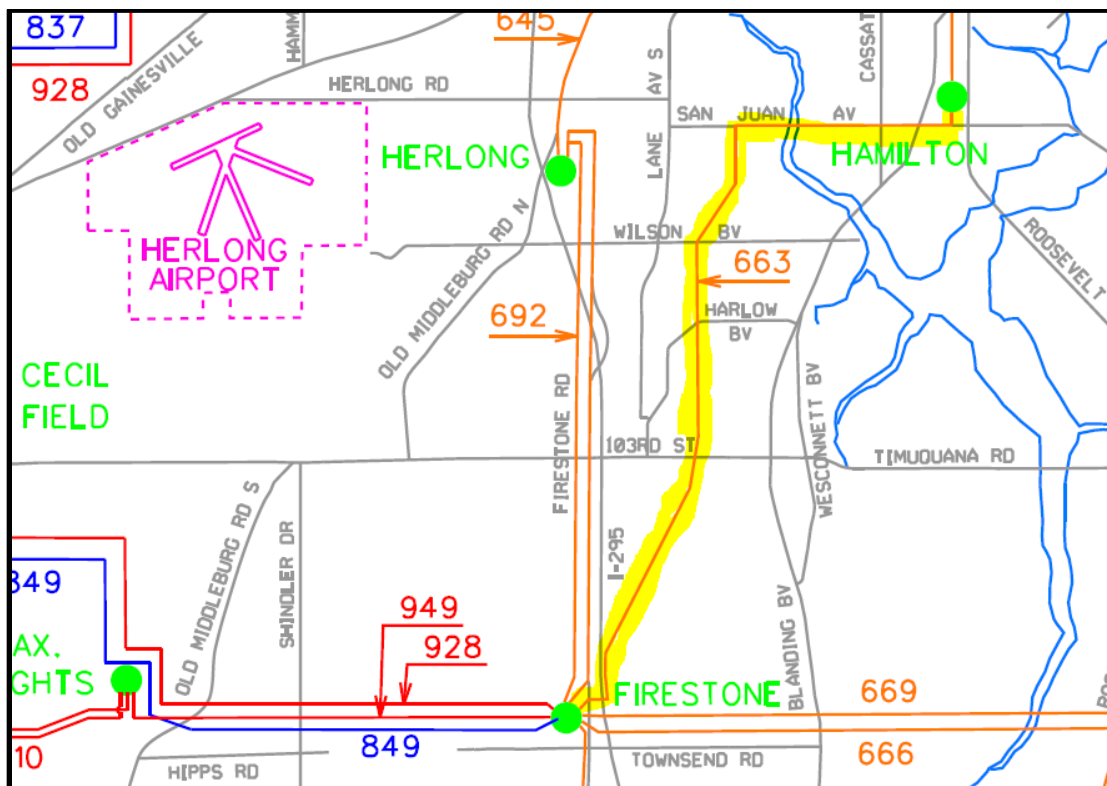 837
645
928
OLD GAINESVILLE
HAMM
HERLONG RD
LANE AV S
SAN JUAN AV
CASSAT
HERLONG
HAMILTON
HERLONG
AIRPORT
OLD MIDDLEBURG RD N
WILSON BV
663
ROOSEVELT
692
HARLOW
BV
CECIL
FIELD
FIRESTONE RD
103RD ST
WESCONNETT BV
TIMUQUANA RD
OLD MIDDLEBURG RD S
SHINDLER DR
I-295
BLANDING BV
849
949
928
AX.
GHTS
FIRESTONE
669
849
666
10
HIPPS RD
TOWNSEND RD